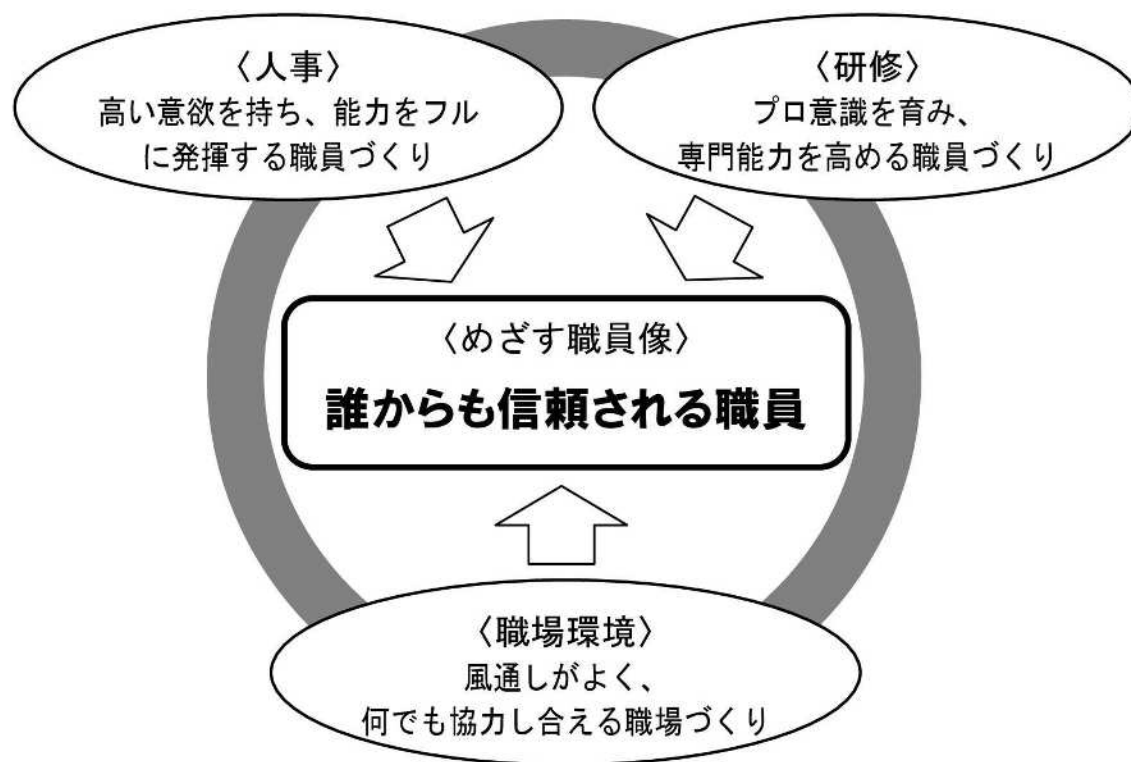 〈人事〉
高い意欲を持ち、能力をフル
に発揮する職員づくり
〈研修〉
プロ意識を育み、
専門能力を高める職員づくり
〈めざす職員像〉
誰からも信頼される職員
〈職場環境〉
風通しがよく、
何でも協力し合える職場づくり